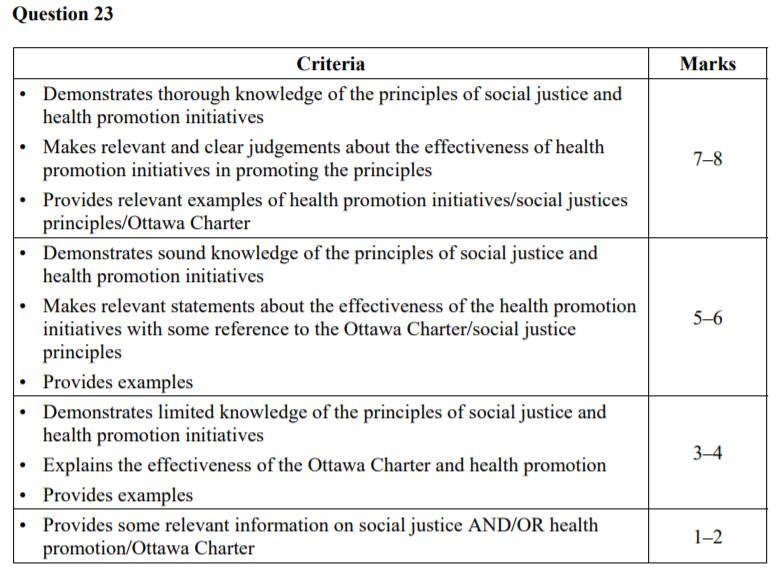 Question 23
Criteria
Marks
• Demonstrates thorough knowledge of the principles of social justice and
health promotion initiatives
• Makes relevant and clear judgements about the effectiveness of health
promotion initiatives in promoting the principles
• Provides relevant examples of health promotion initiatives/social justices
principles/Ottawa Charter
7–8
• Demonstrates sound knowledge of the principles of social justice and
health promotion initiatives
• Makes relevant statements about the effectiveness of the health promotion
initiatives with some reference to the Ottawa Charter/social justice
principles
• Provides examples
5–6
• Demonstrates limited knowledge of the principles of social justice and
health promotion initiatives
• Explains the effectiveness of the Ottawa Charter and health promotion
• Provides examples
3–4
• Provides some relevant information on social justice AND/OR health
promotion/Ottawa Charter
1–2